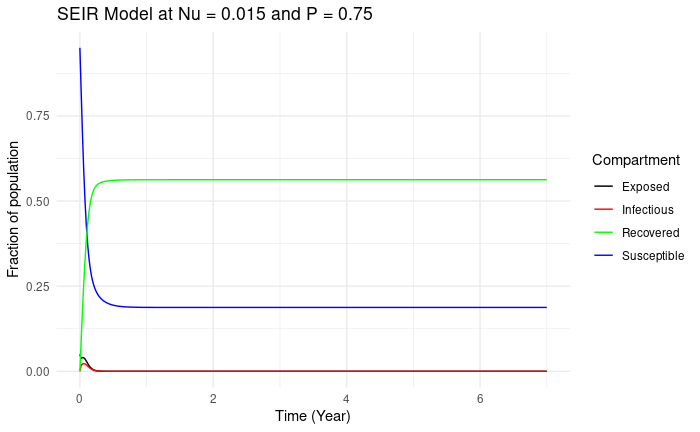 SEIR Model at Nu = 0.015 and P = 0.75
Fraction of population
0.75
0.50
0.25
0.00
0
2
4
6
Time (Year)
Compartment
Exposed
Infectious
Recovered
Susceptible